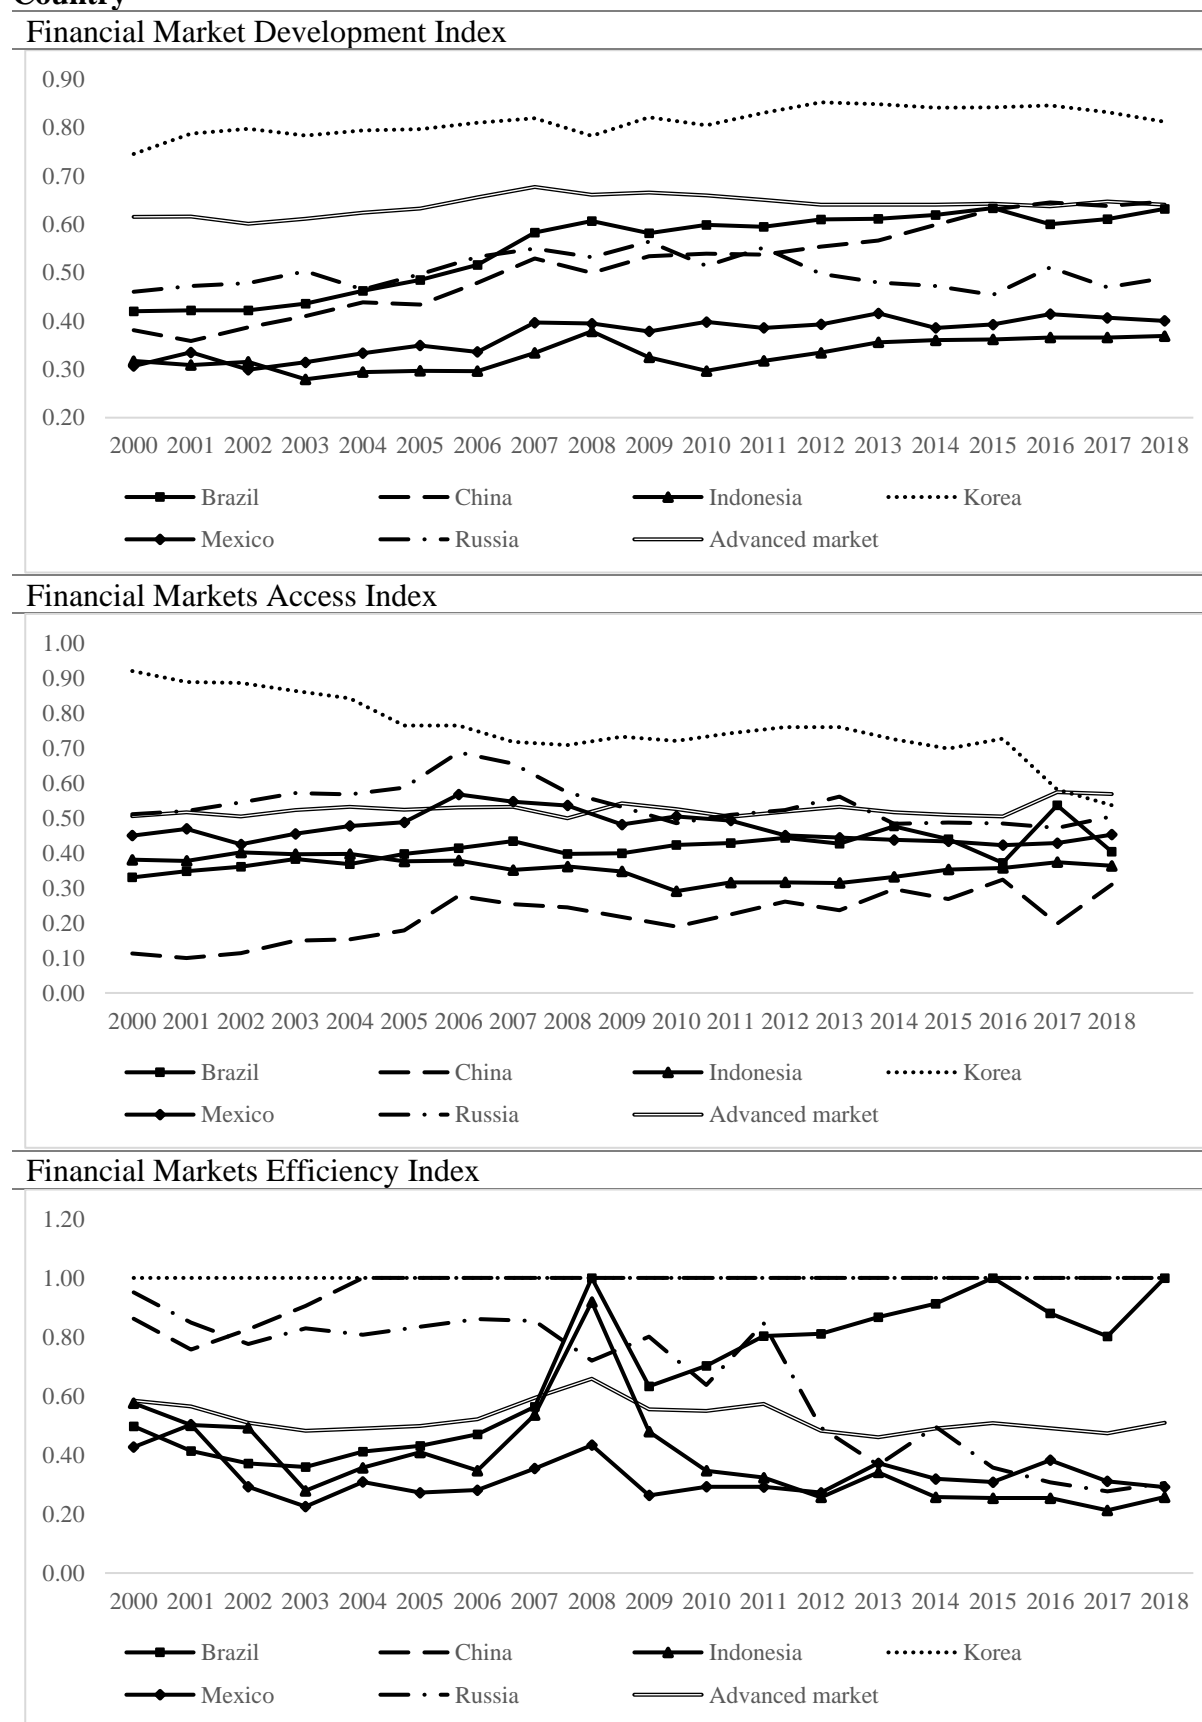 Country
Financial Market Development Index
0.90
0.80
0.70
0.60
0.50
0.40
0.30
0.20
2000 2001 2002 2003 2004 2005 2006 2007 2008 2009 2010 2011 2012 2013 2014 2015 2016 2017 2018
Brazil China Indonesia Korea
Mexico Russia Advanced market
Financial Markets Access Index
1.00
0.90
0.80
0.70
0.60
0.50
0.40
0.30
0.20
0.10
0.00
2000 2001 2002 2003 2004 2005 2006 2007 2008 2009 2010 2011 2012 2013 2014 2015 2016 2017 2018
Brazil China Indonesia Korea
Mexico Russia Advanced market
Financial Markets Efficiency Index
1.20
1.00
0.80
0.60
0.40
0.20
0.00
2000 2001 2002 2003 2004 2005 2006 2007 2008 2009 2010 2011 2012 2013 2014 2015 2016 2017 2018
Brazil China Indonesia Korea
Mexico Russia Advanced market